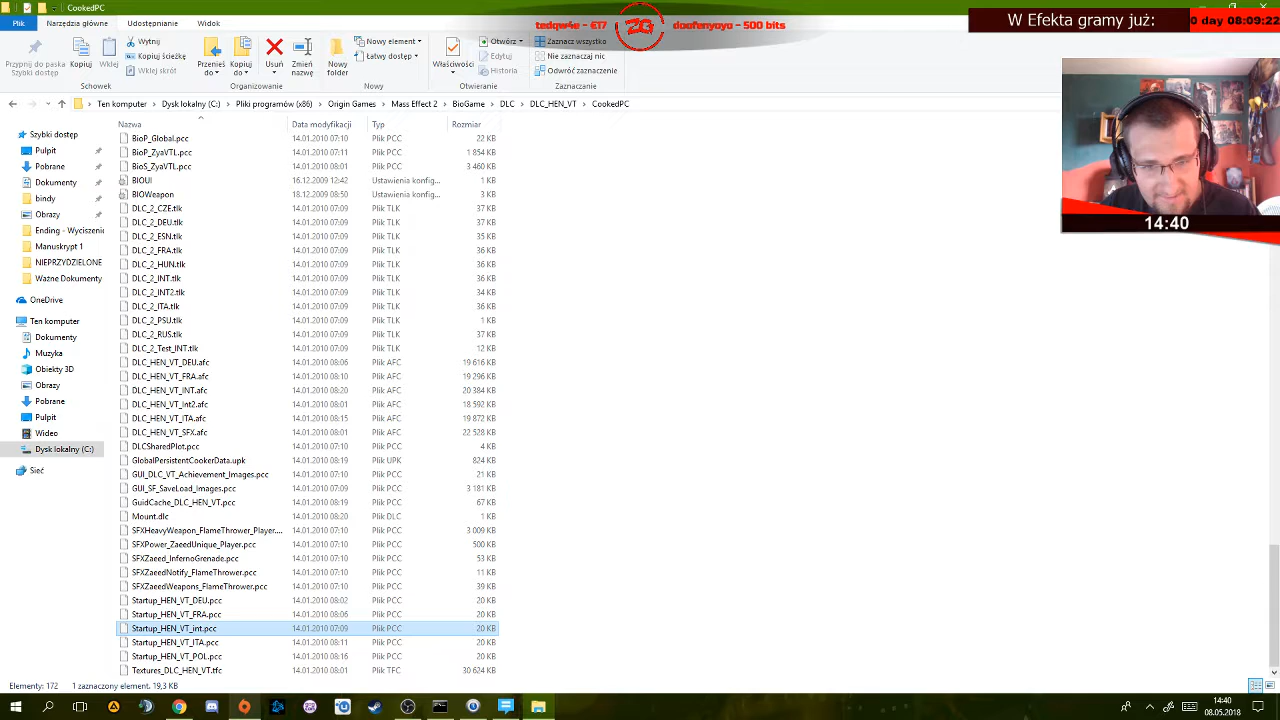 CookedPC
Plik
Narzędzia główne
Udostępnianie
Widok
tedqw4e - €17
doofenyoyo - 500 bits
W Efekta gramy już:
0 day 08:09:22
Przypnij do paska
Szybki dostęp
Kopiuj
Wklej
Wytnij
Kopiuj ścieżkę
Wklej skrót
Schowek
Przenieś do
Kopiuj do
Usuń
Zmień nazwę
Organizowanie
Nowy folder
Nowy element
Łatwy dostęp
Nowy
Właściwości
Otwórz
Edytuj
Historia
Otwieranie
Zaznacz wszystko
Nie zaznaczaj nic
Odwróć zaznaczenie
Zaznaczanie
Ten komputer
Dysk lokalny (C:)
Pliki programów (x86)
Origin Games
Mass Effect 2
BioGame
DLC
DLC_HEN_VT
CookedPC
Nazwa Data modyfikacji Typ Rozmiar
Szybki dostęp
Pulpit
Pobrane
Dokumenty
bindy
Obrazy
Ending - Wyciszeni
Manuskrypt 1
NIEPRZYDZIELONE
Ważne Dokumenty
OneDrive
Ten komputer
Dokumenty
Muzyka
Obiekty 3D
Obrazy
Pobrane
Pulpit
Wideo
Dysk lokalny (C:)
Sieć
BioP_Global.pcc 14.01.2010 07:10 Plik PCC 22 KB
BioP_ZyaVTL.pcc 14.01.2010 07:11 Plik PCC 1 854 KB
BioS_ZyaVTL.pcc 14.01.2010 08:01 Plik PCC 3 460 KB
BIOUI 16.12.2009 12:42 Ustawienia konfig... 1 KB
BIOWeapon 18.12.2009 08:50 Ustawienia konfig... 3 KB
DLC_2_CZE.tlk 14.01.2010 07:09 Plik TLK 37 KB
DLC_2_DEU.tlk 14.01.2010 07:09 Plik TLK 37 KB
DLC_2_FRA.tlk 14.01.2010 07:09 Plik TLK 36 KB
DLC_2_HUN.tlk 14.01.2010 07:09 Plik TLK 36 KB
DLC_2_INT.tlk 14.01.2010 07:09 Plik TLK 36 KB
DLC_2_INT2.tlk 14.01.2010 07:09 Plik TLK 34 KB
DLC_2_ITA.tlk 14.01.2010 07:09 Plik TLK 36 KB
DLC_2_PSU.tlk 14.01.2010 07:09 Plik TLK 1 KB
DLC_2_RUS.tlk 14.01.2010 07:09 Plik TLK 37 KB
DLC_2_Test_INT.tlk 14.01.2010 07:09 Plik TLK 12 KB
DLC_HEN_VT_DEU.afc 14.01.2010 08:06 Plik AFC 19 616 KB
DLC_HEN_VT_FRA.afc 14.01.2010 08:10 Plik AFC 19 296 KB
DLC_HEN_VT_INT.afc 14.01.2010 08:20 Plik AFC 20 384 KB
DLC_HEN_VT_Int2.afc 14.01.2010 08:01 Plik AFC 18 592 KB
DLC_HEN_VT_ITA.afc 14.01.2010 08:15 Plik AFC 19 872 KB
DLC_HEN_VT_SFX.afc 14.01.2010 08:01 Plik AFC 22 528 KB
DLCSharedPlot.pcc 14.01.2010 07:10 Plik PCC 4 KB
GlobalPersistentCookerData.upk 14.01.2010 08:19 Plik UPK 824 KB
GUI_DLC_VT_Achievement_Images.pcc 14.01.2010 07:10 Plik PCC 21 KB
GUI_SF_SaveLoad_Images.pcc 14.01.2010 07:09 Plik PCC 3 181 KB
GuidCache_DLC_HEN_VT.pcc 14.01.2010 08:19 Plik PCC 67 KB
Mount.dlc 14.01.2010 08:20 Plik DLC 1 KB
SFXHeavyWeapon_FlameThrower_Player.... 14.01.2010 07:10 Plik PCC 3 009 KB
SFXPower_ZaeedUnique_Player.pcc 14.01.2010 07:10 Plik PCC 500 KB
SFXZaeed_InfernoGrenade.pcc 14.01.2010 07:10 Plik PCC 53 KB
SFXZaeedNotify_FlameThrower.pcc 14.01.2010 07:10 Plik PCC 11 KB
SFXZaeedWeapons_FlameThrower.pcc 14.01.2010 07:10 Plik PCC 39 KB
Startup_HEN_VT_DEU.pcc 14.01.2010 08:02 Plik PCC 20 KB
Startup_HEN_VT_FRA.pcc 14.01.2010 08:06 Plik PCC 20 KB
Startup_HEN_VT_int.pcc 14.01.2010 07:09 Plik PCC 20 KB
Startup_HEN_VT_ITA.pcc 14.01.2010 08:11 Plik PCC 20 KB
Startup_HEN_VT_POL.pcc 14.01.2010 08:16 Plik PCC 20 KB
Textures_DLC_HEN_VT.tfc 14.01.2010 08:01 Plik TFC 30 624 KB
14:40
Elementy: 172 1 zaznaczony element. 19,3 KB
14:40
08.05.2018